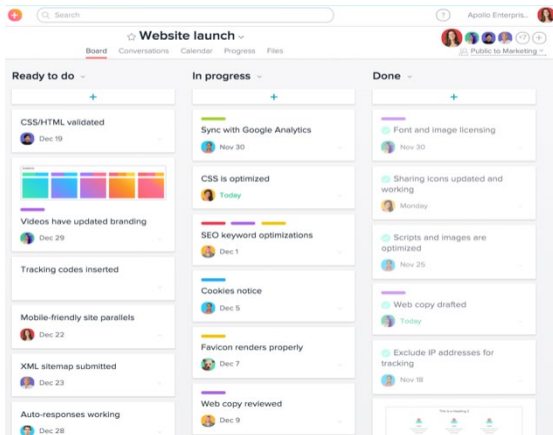 Search
?
Apollo Enterpris...
Website launch
Board Conversations Calendar Progress Files
Public to Marketing
Ready to do
+
CSS/HTML validated
Dec 19
Videos have updated branding
Dec 29
Tracking codes inserted
Mobile-friendly site parallels
Dec 22
XML sitemap submitted
Dec 23
Auto-responses working
Dec 28
In progress
+
Sync with Google Analytics
Nov 30
CSS is optimized
Today
SEO keyword optimizations
Dec 1
Cookies notice
Dec 5
Favicon renders properly
Dec 7
Web copy reviewed
Dec 9
Done
+
Font and image licensing
Nov 30
Sharing icons updated and
working
Monday
Scripts and images are
optimized
Nov 25
Web copy drafted
Today
Exclude IP addresses for
tracking
Nov 18
This is a heading 2